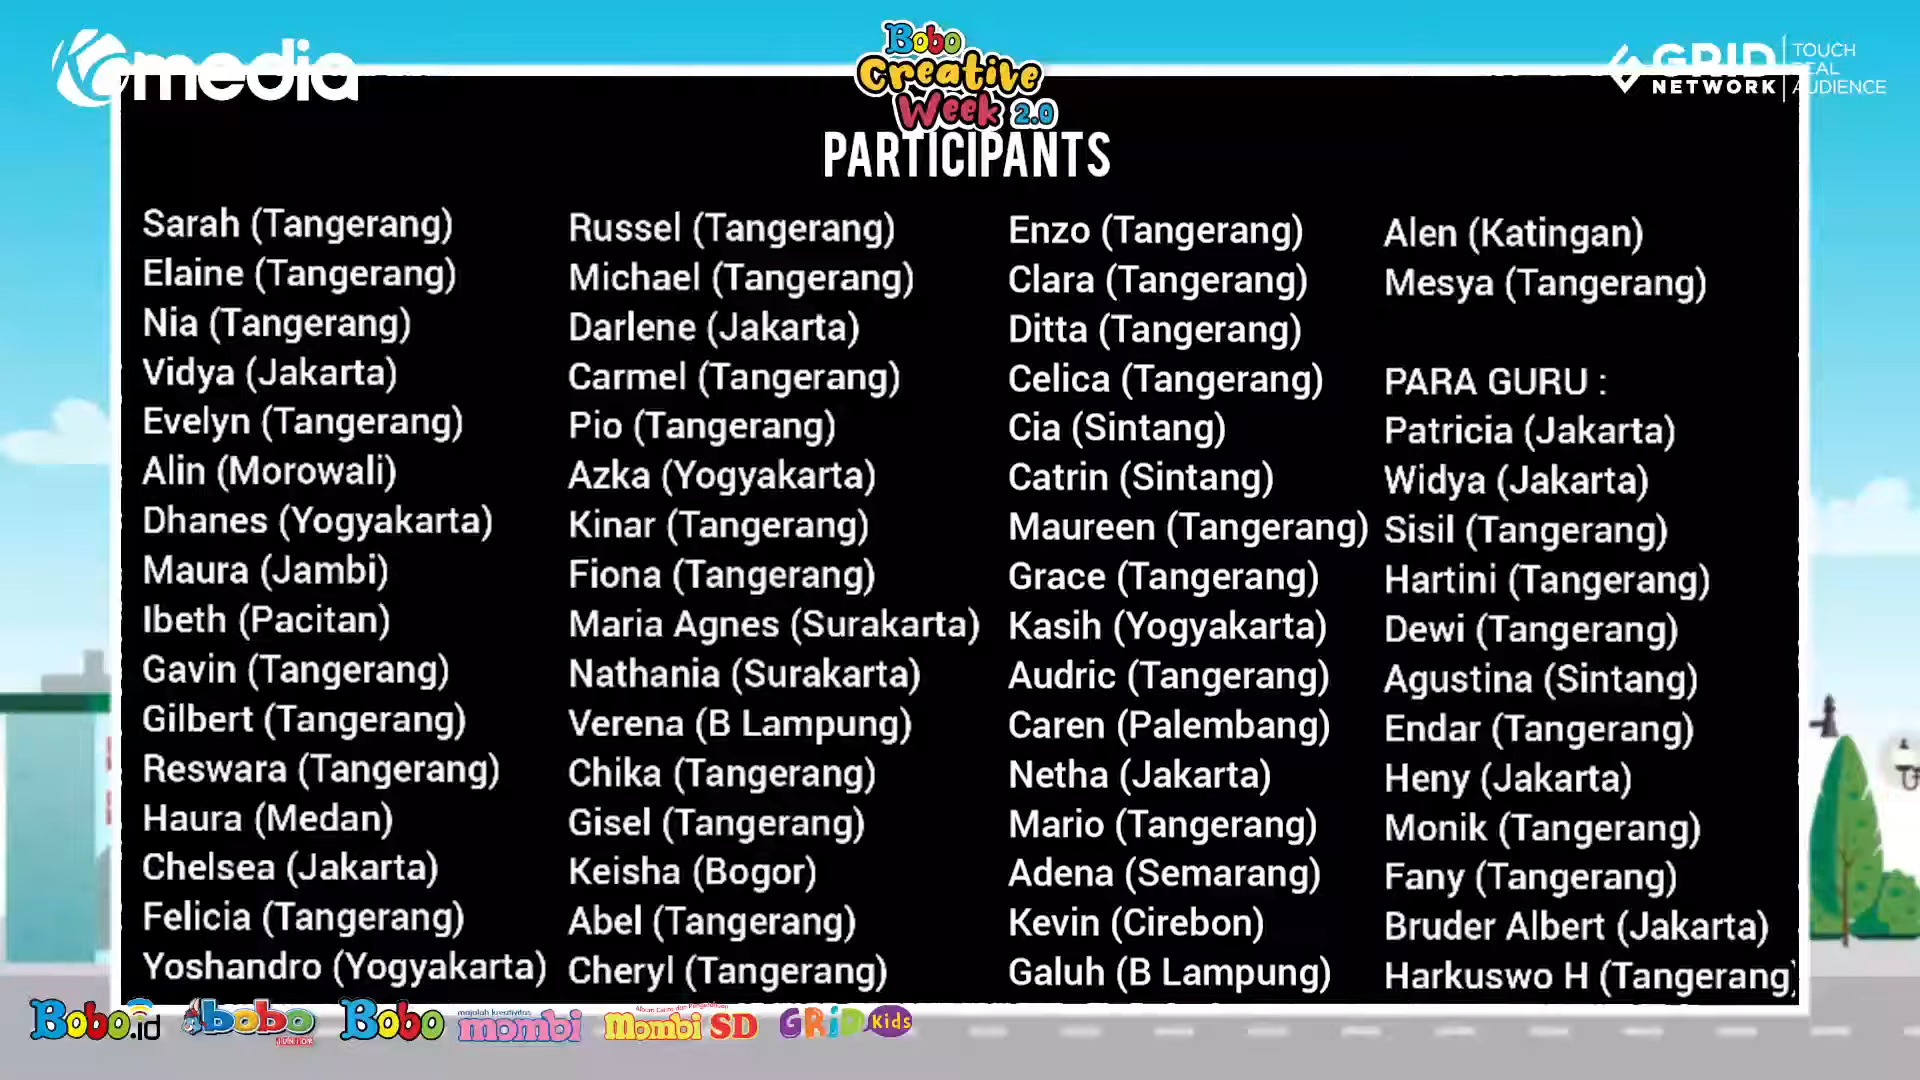 KGmedia
Bobo
Creative
Week 2.0
GRID NETWORK
TOUCH
REAL
AUDIENCE
PARTICIPANTS
Sarah (Tangerang)
Elaine (Tangerang)
Nia (Tangerang)
Vidya (Jakarta)
Evelyn (Tangerang)
Alin (Morowali)
Dhanes (Yogyakarta)
Maura (Jambi)
Ibeth (Pacitan)
Gavin (Tangerang)
Gilbert (Tangerang)
Reswara (Tangerang)
Haura (Medan)
Chelsea (Jakarta)
Felicia (Tangerang)
Yoshandro (Yogyakarta)
Russel (Tangerang)
Michael (Tangerang)
Darlene (Jakarta)
Carmel (Tangerang)
Pio (Tangerang)
Azka (Yogyakarta)
Kinar (Tangerang)
Fiona (Tangerang)
Maria Agnes (Surakarta)
Nathania (Surakarta)
Verena (B Lampung)
Chika (Tangerang)
Gisel (Tangerang)
Keisha (Bogor)
Abel (Tangerang)
Cheryl (Tangerang)
Enzo (Tangerang)
Clara (Tangerang)
Ditta (Tangerang)
Celica (Tangerang)
Cia (Sintang)
Catrin (Sintang)
Maureen (Tangerang)
Grace (Tangerang)
Kasih (Yogyakarta)
Audric (Tangerang)
Caren (Palembang)
Netha (Jakarta)
Mario (Tangerang)
Adena (Semarang)
Kevin (Cirebon)
Galuh (B Lampung)
Alen (Katingan)
Mesya (Tangerang)
PARA GURU :
Patricia (Jakarta)
Widya (Jakarta)
Sisil (Tangerang)
Hartini (Tangerang)
Dewi (Tangerang)
Agustina (Sintang)
Endar (Tangerang)
Heny (Jakarta)
Monik (Tangerang)
Fany (Tangerang)
Bruder Albert (Jakarta)
Harkuswo H (Tangerang)
Bobo.id
bobo JUNIOR
Bobo
majalah kreativitas
mombi
mombi SD
GRID Kids